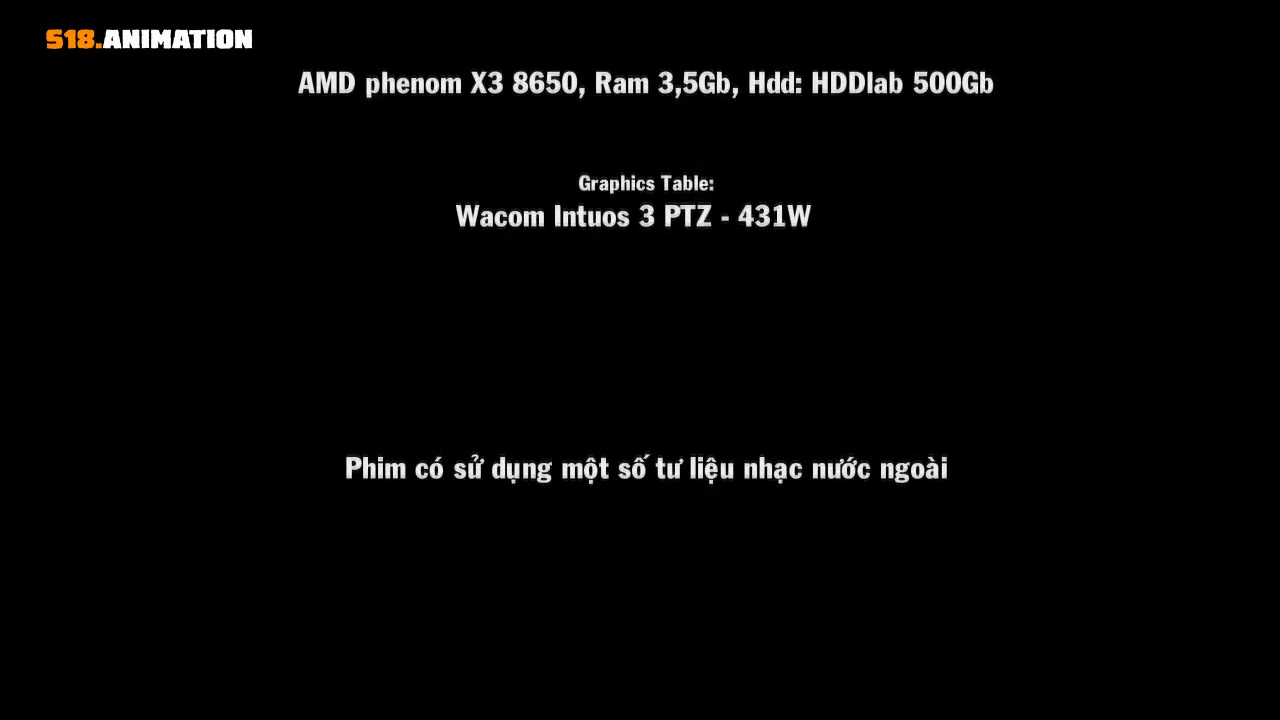 S18.ANIMATION
AMD phenom X3 8650, Ram 3,5Gb, Hdd: HDDlab 500Gb
Graphics Table:
Wacom Intuos 3 PTZ - 431W
Phim có sử dụng một số tư liệu nhạc nước ngoài